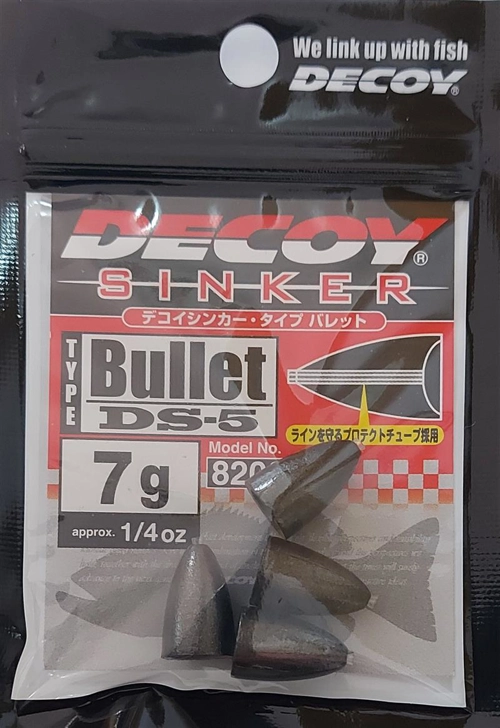 We link up with fish
DECOY®
DECOY®
SINKER
デコイシンカー・タイプ バレット
TYPE
Bullet
DS-5
ラインを守るプロテクトチューブ採用
7g
Model No.
820
approx. 1/4oz
DECOY